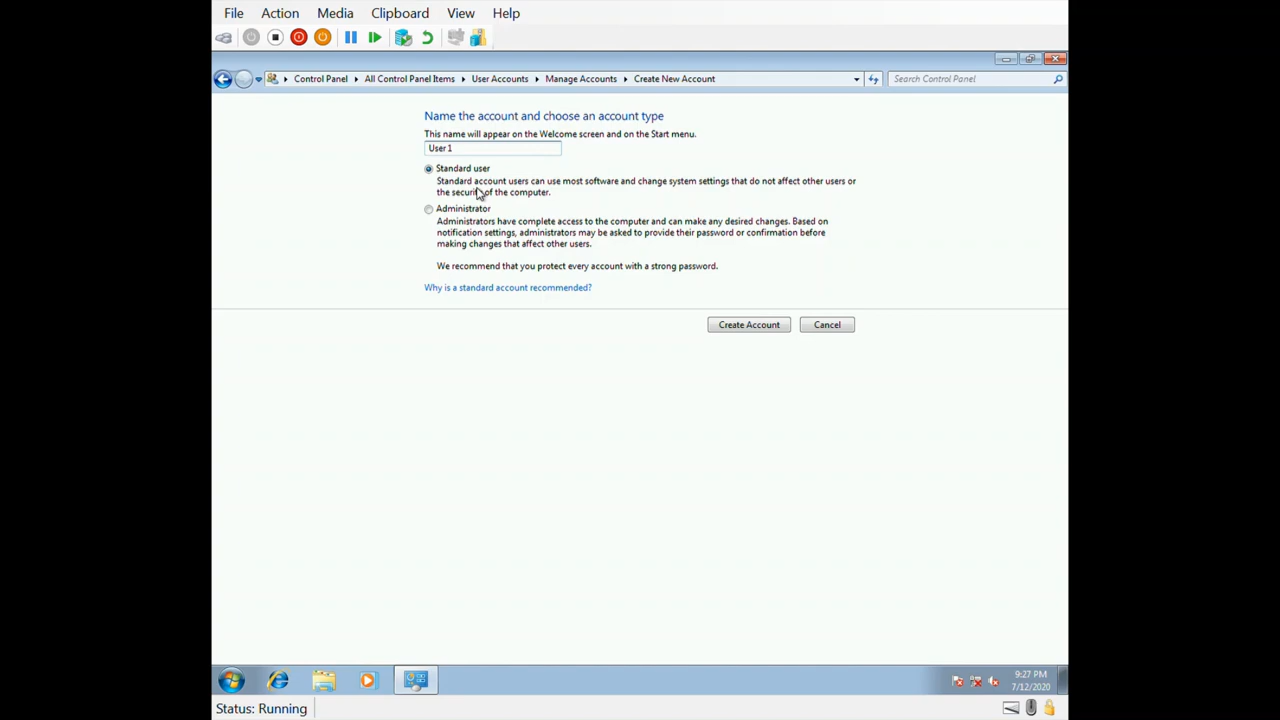 File Action Media Clipboard View Help
Control Panel All Control Panel Items User Accounts Manage Accounts Create New Account Search Control Panel
Name the account and choose an account type
This name will appear on the Welcome screen and on the Start menu.
User 1
Standard user
Standard account users can use most software and change system settings that do not affect other users or
the security of the computer.
Administrator
Administrators have complete access to the computer and can make any desired changes. Based on
notification settings, administrators may be asked to provide their password or confirmation before
making changes that affect other users.
We recommend that you protect every account with a strong password.
Why is a standard account recommended?
Create Account Cancel
9:27 PM
7/12/2020
Status: Running